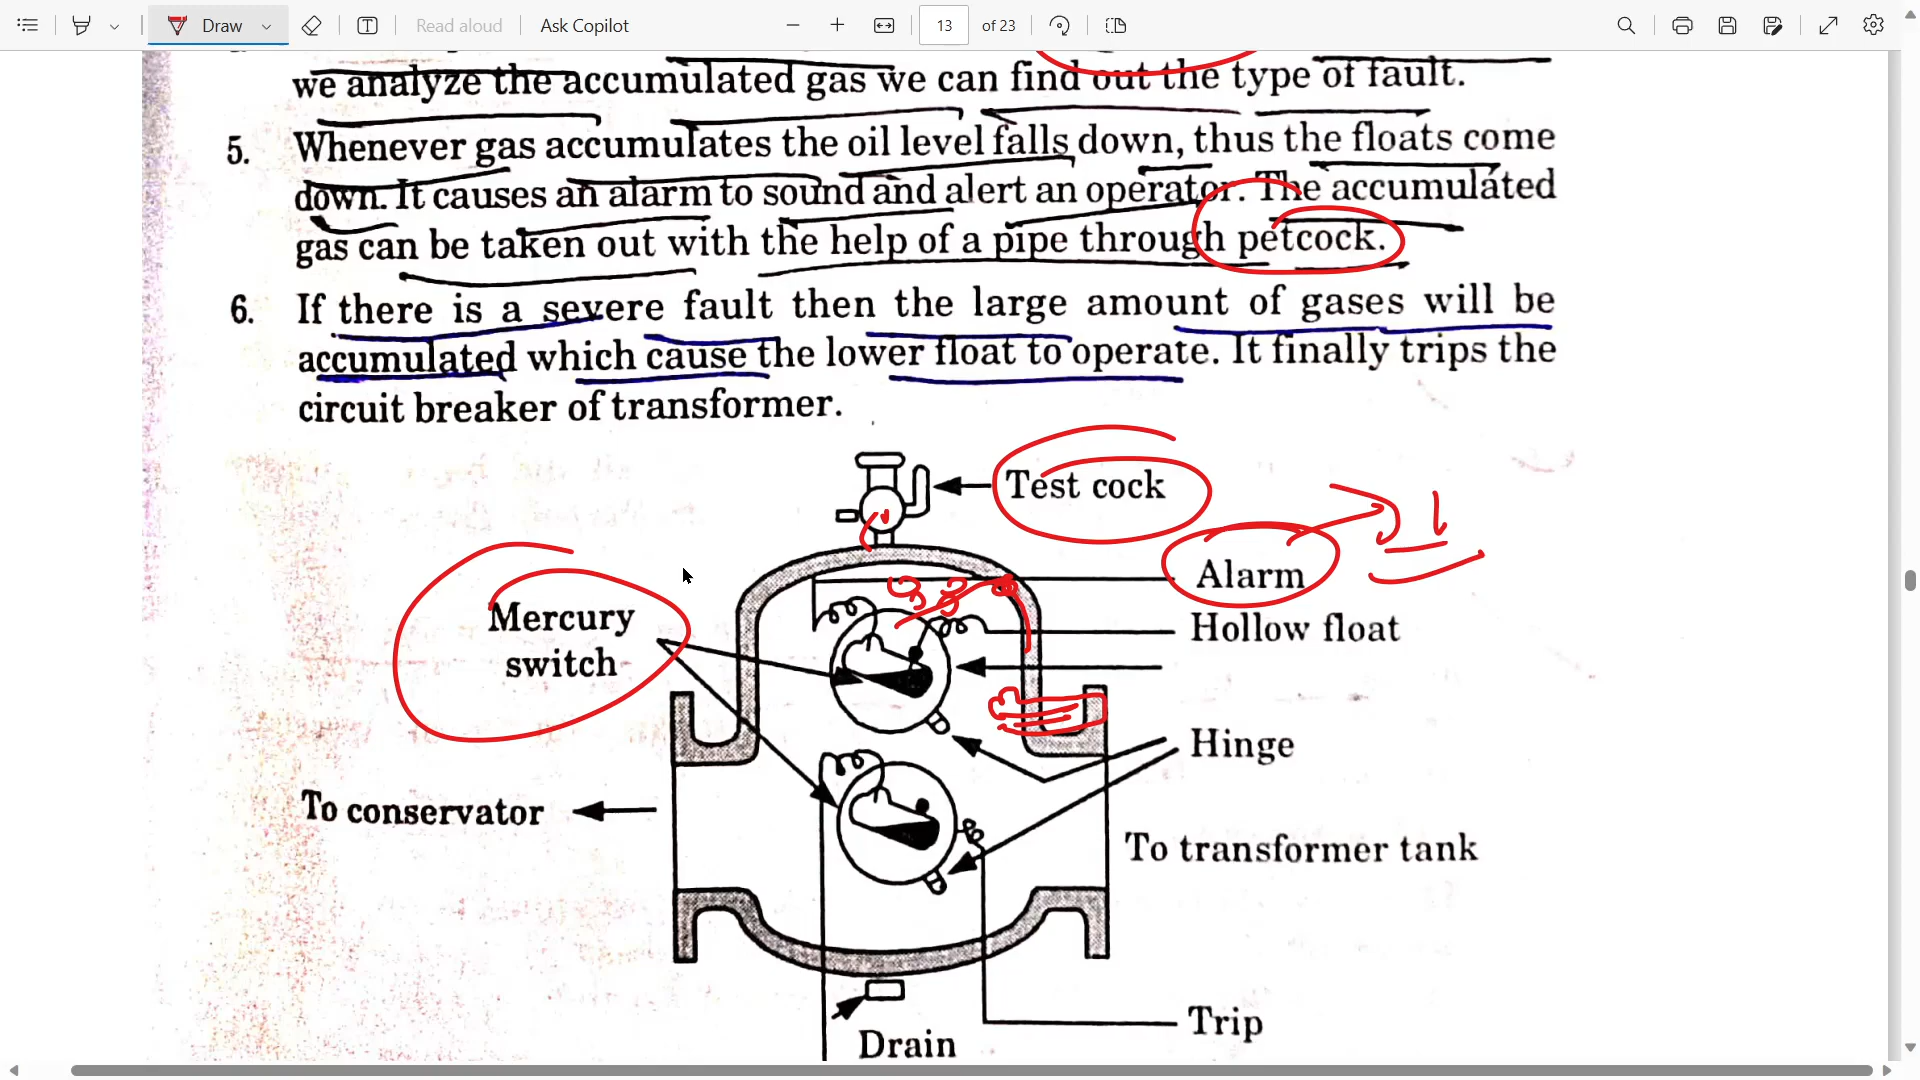 Draw
Read aloud
Ask Copilot
13
of 23
we analyze the accumulated gas we can find out the type of fault.
5. Whenever gas accumulates the oil level falls down, thus the floats come
down. It causes an alarm to sound and alert an operator. The accumulated
gas can be taken out with the help of a pipe through petcock.
6. If there is a severe fault then the large amount of gases will be
accumulated which cause the lower float to operate. It finally trips the
circuit breaker of transformer.
Test cock
Alarm
Mercury
switch
Hollow float
Hinge
To conservator
To transformer tank
Trip
Drain